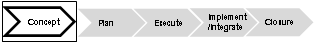 Concept
Plan
Execute
Implement
/Integrate
Closure